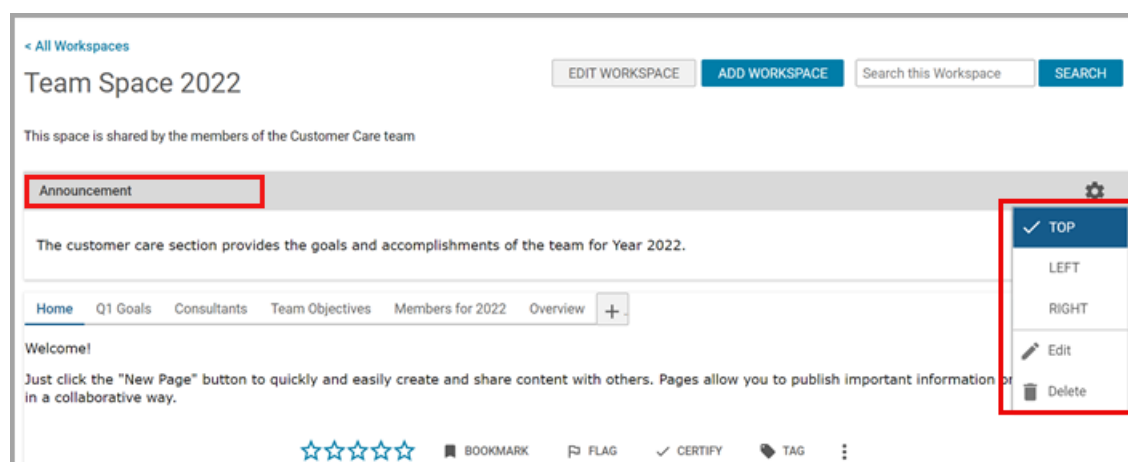 < All Workspaces
Team Space 2022
EDIT WORKSPACE ADD WORKSPACE Search this Workspace SEARCH
This space is shared by the members of the Customer Care team
Announcement
The customer care section provides the goals and accomplishments of the team for Year 2022.
TOP
LEFT
RIGHT
Edit
Delete
Home Q1 Goals Consultants Team Objectives Members for 2022 Overview +
Welcome!
Just click the "New Page" button to quickly and easily create and share content with others. Pages allow you to publish important information
in a collaborative way.
BOOKMARK FLAG CERTIFY TAG